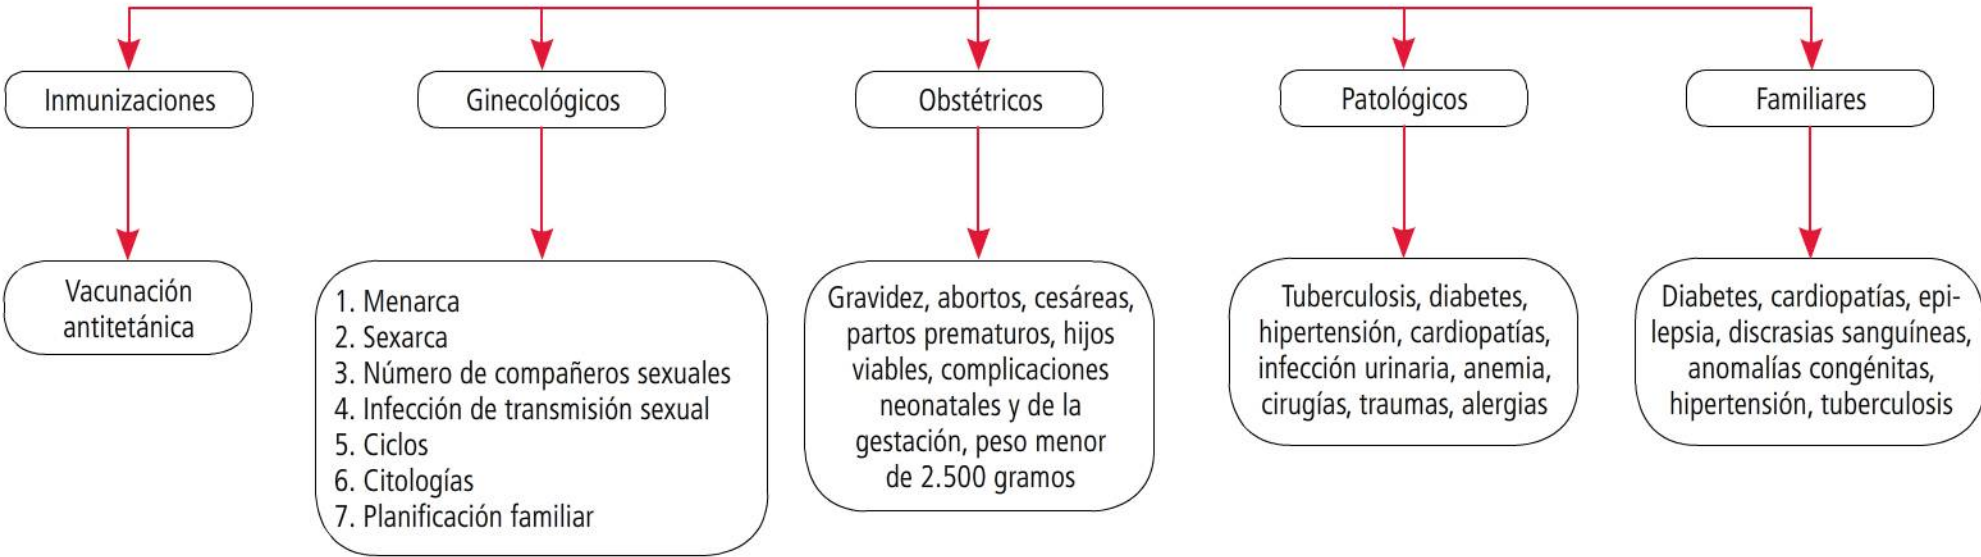 Inmunizaciones
Ginecológicos
Obstétricos
Patológicos
Familiares
Vacunación
antitetánica
1. Menarca
2. Sexarca
3. Número de compañeros sexuales
4. Infección de transmisión sexual
5. Ciclos
6. Citologías
7. Planificación familiar
Gravidez, abortos, cesáreas,
partos prematuros, hijos
viables, complicaciones
neonatales y de la
gestación, peso menor
de 2.500 gramos
Tuberculosis, diabetes,
hipertensión, cardiopatías,
infección urinaria, anemia,
cirugías, traumas, alergias
Diabetes, cardiopatías, epi-
lepsia, discrasias sanguíneas,
anomalías congénitas,
hipertensión, tuberculosis